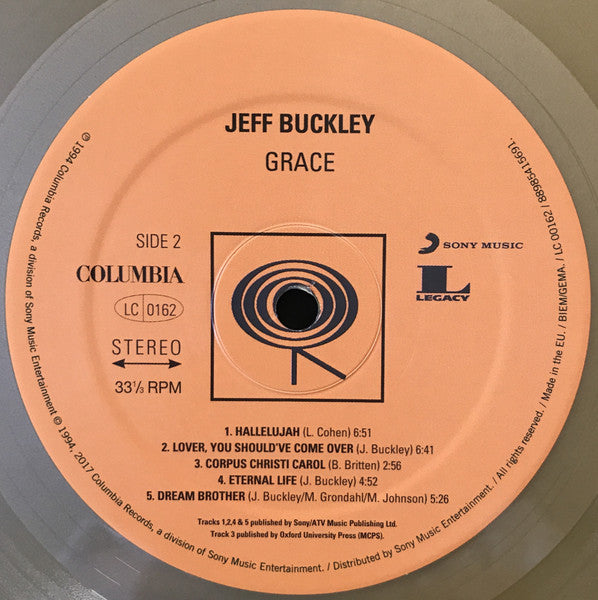 JEFF BUCKLEY
GRACE
SIDE 2
COLUMBIA
LC 0162
STEREO
33⅓ RPM
SONY MUSIC
L
LEGACY
1. HALLELUJAH (L. Cohen) 6:51
2. LOVER, YOU SHOULD'VE COME OVER (J. Buckley) 6:41
3. CORPUS CHRISTI CAROL (B. Britten) 2:56
4. ETERNAL LIFE (J. Buckley) 4:52
5. DREAM BROTHER (J. Buckley/M. Grondahl/M. Johnson) 5:26
Tracks 1,2,4 & 5 published by Sony/ATV Music Publishing Ltd.
Track 3 published by Oxford University Press (MCPS).
℗ 1994 Columbia Records, a division of Sony Music Entertainment © 1994, 2017 Columbia Records, a division of Sony Music Entertainment. / Distributed by Sony Music Entertainment. / All rights reserved. / Made in the EU. / BIEM/GEMA. / LC 00162 / 88985415691.